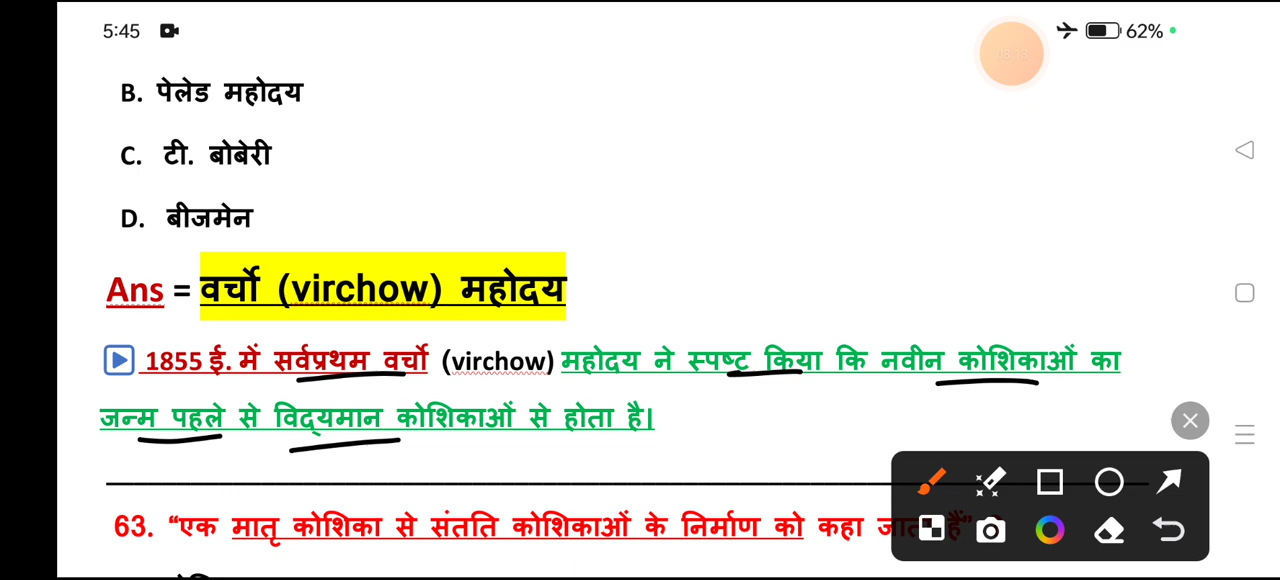 5:45
62%
B. पेलेड महोदय
C. टी. बोबेरी
D. बीजमेन
Ans = वर्चो (virchow) महोदय
1855 ई. में सर्वप्रथम वर्चो (virchow) महोदय ने स्पष्ट किया कि नवीन कोशिकाओं का
जन्म पहले से विद्यमान कोशिकाओं से होता है।
63. “एक मातृ कोशिका से संतति कोशिकाओं के निर्माण को कहा जाता हैं”